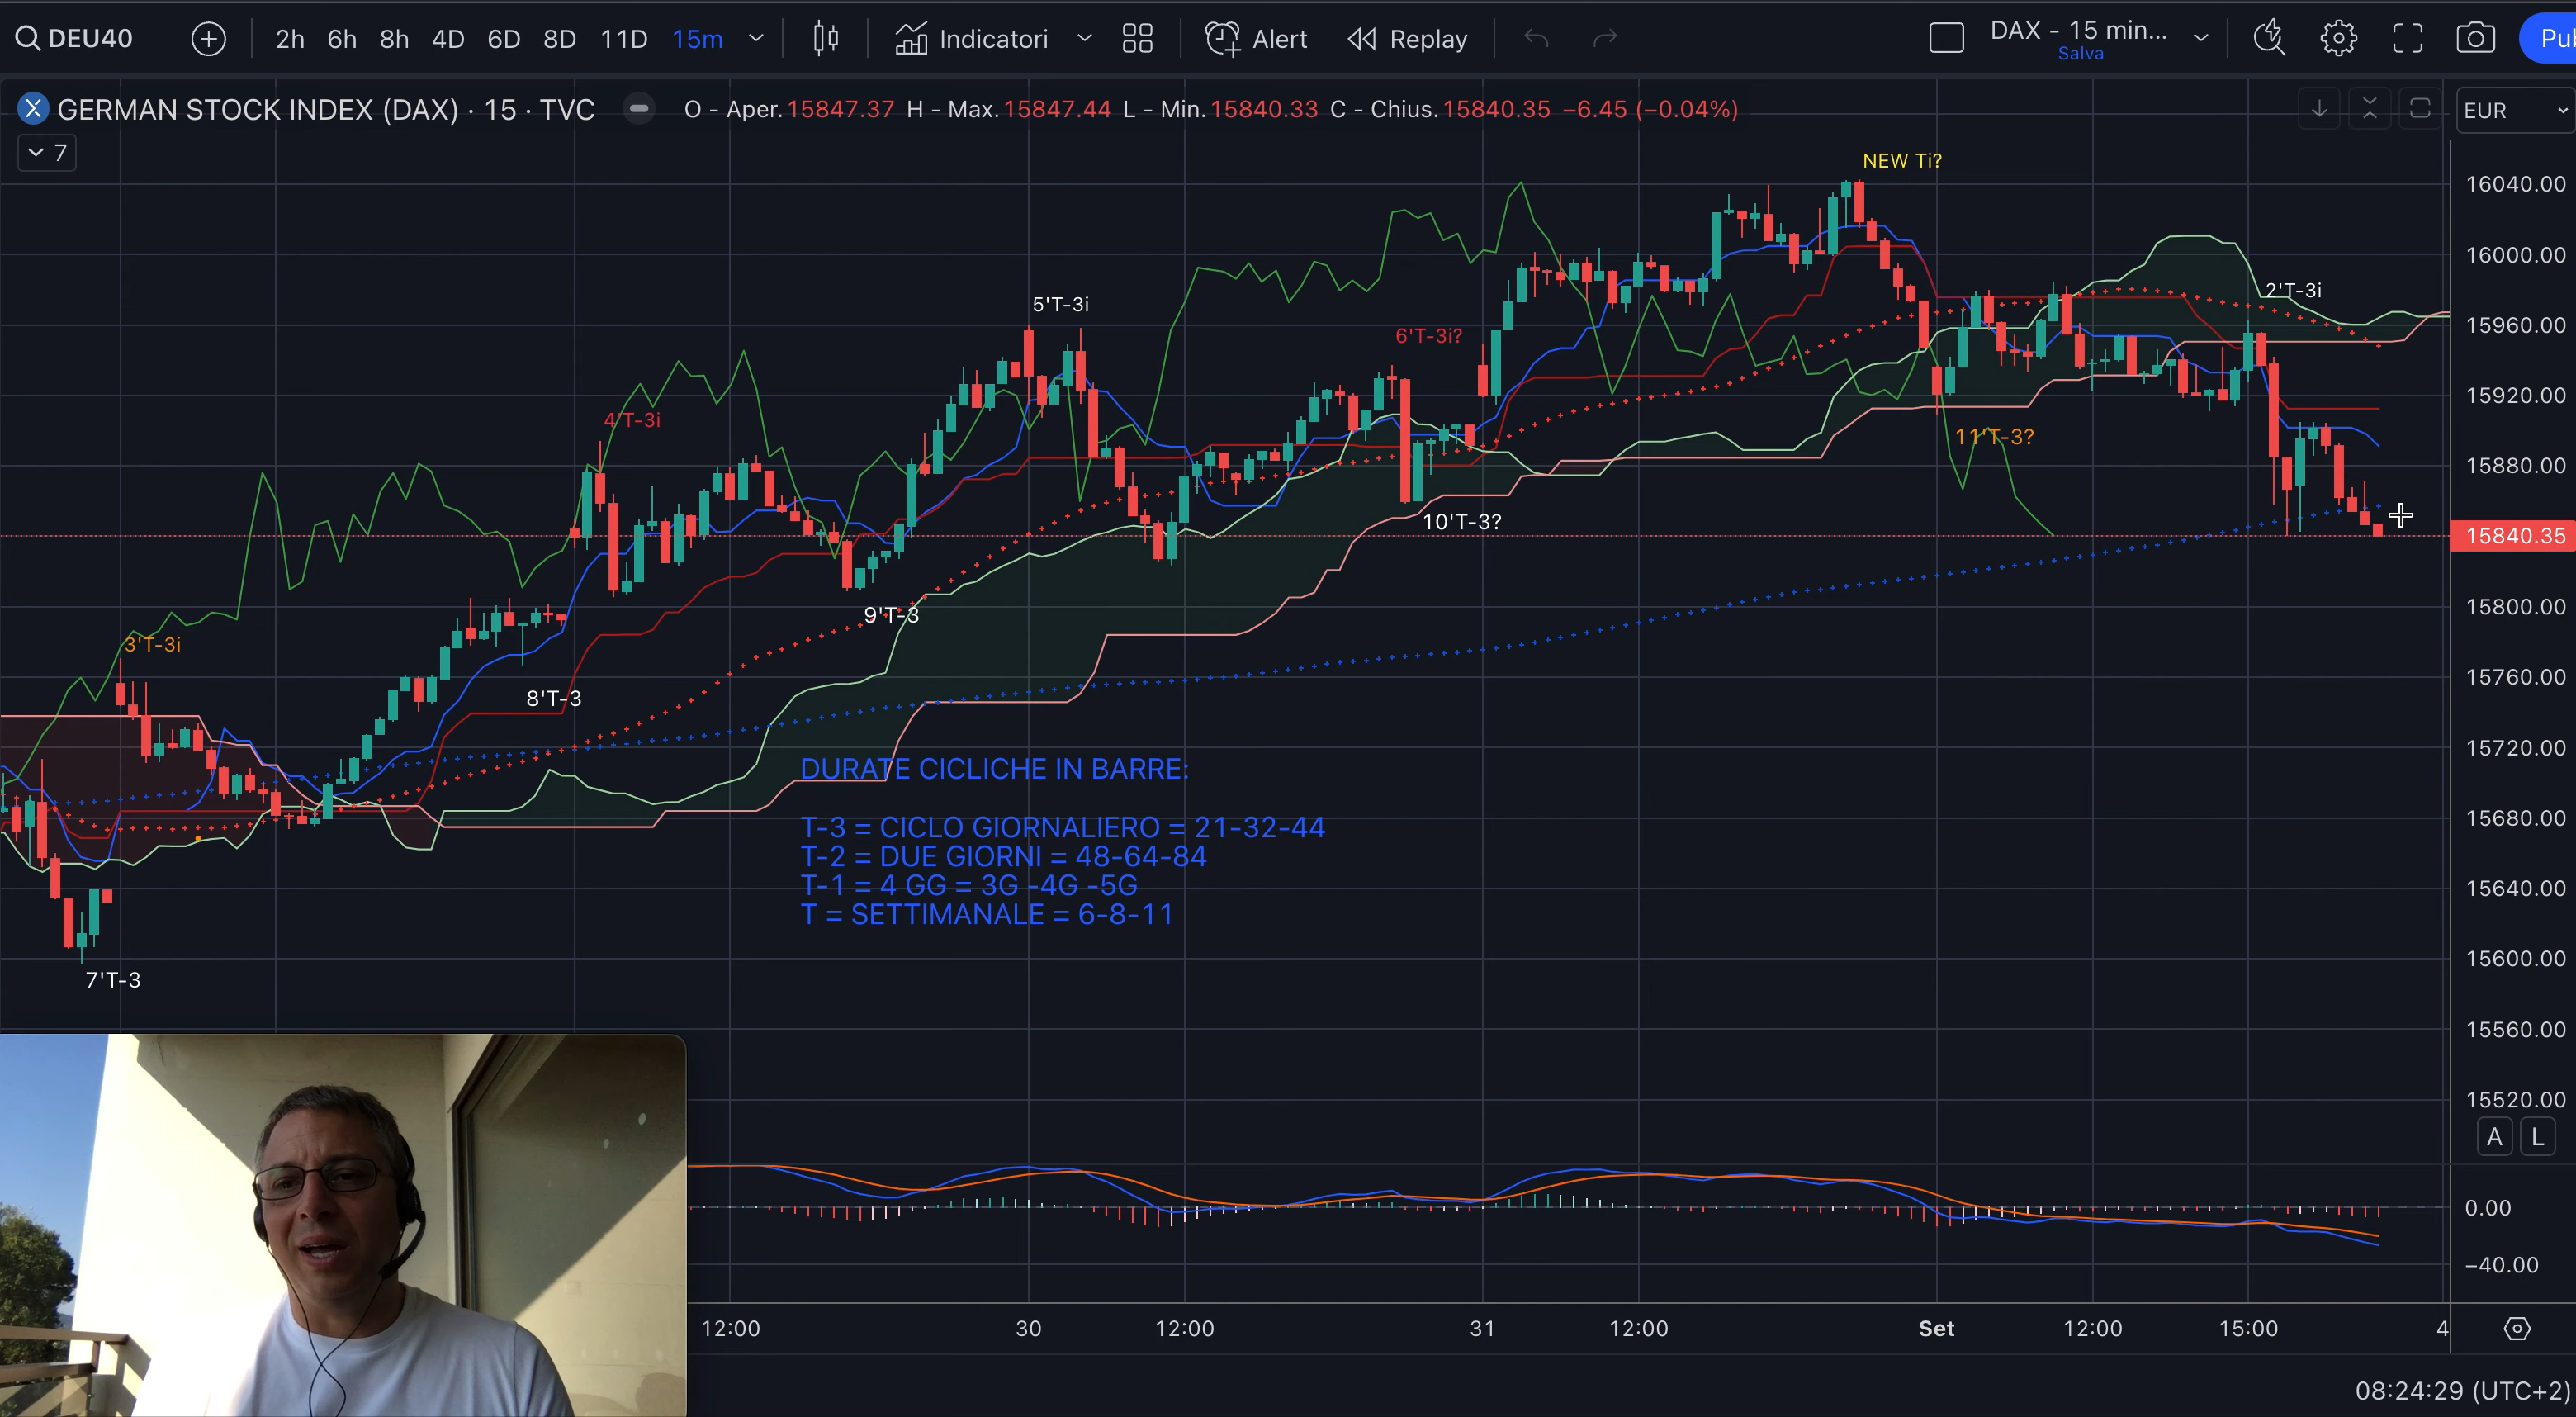 DEU40 2h 6h 8h 4D 6D 8D 11D 15m Indicatori Alert Replay DAX - 15 min... Pub
Salva
GERMAN STOCK INDEX (DAX) · 15 · TVC O - Aper.15847.37 H - Max.15847.44 L - Min.15840.33 C - Chius.15840.35 −6.45 (−0.04%) EUR
7
NEW Ti?
16040.00
16000.00
2'T-3i
5'T-3i
15960.00
6'T-3i?
15920.00
4'T-3i
11'T-3?
15880.00
10'T-3?
15840.35
15800.00
9'T-3
3'T-3i
15760.00
8'T-3
15720.00
DURATE CICLICHE IN BARRE:
15680.00
T-3 = CICLO GIORNALIERO = 21-32-44
T-2 = DUE GIORNI = 48-64-84
T-1 = 4 GG = 3G -4G -5G
15640.00
T = SETTIMANALE = 6-8-11
15600.00
7'T-3
15560.00
15520.00
A L
0.00
−40.00
12:00 30 12:00 31 12:00 Set 12:00 15:00 4
08:24:29 (UTC+2)